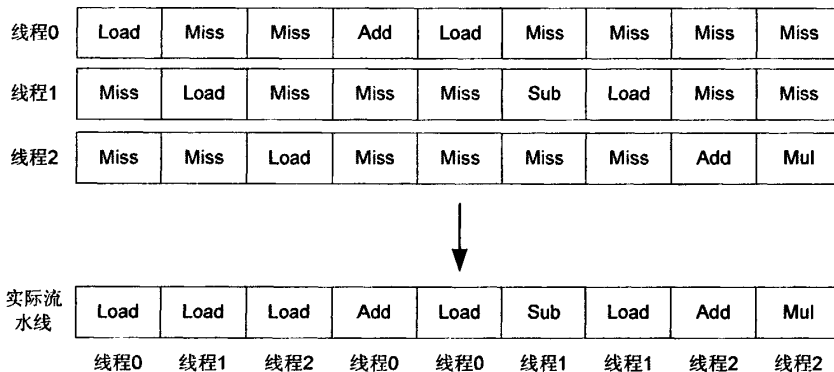 线程0 Load Miss Miss Add Load Miss Miss Miss Miss
线程1 Miss Load Miss Miss Miss Sub Load Miss Miss
线程2 Miss Miss Load Miss Miss Miss Miss Add Mul
实际流
水线
Load Load Load Add Load Sub Load Add Mul
线程0 线程1 线程2 线程0 线程0 线程1 线程1 线程2 线程2